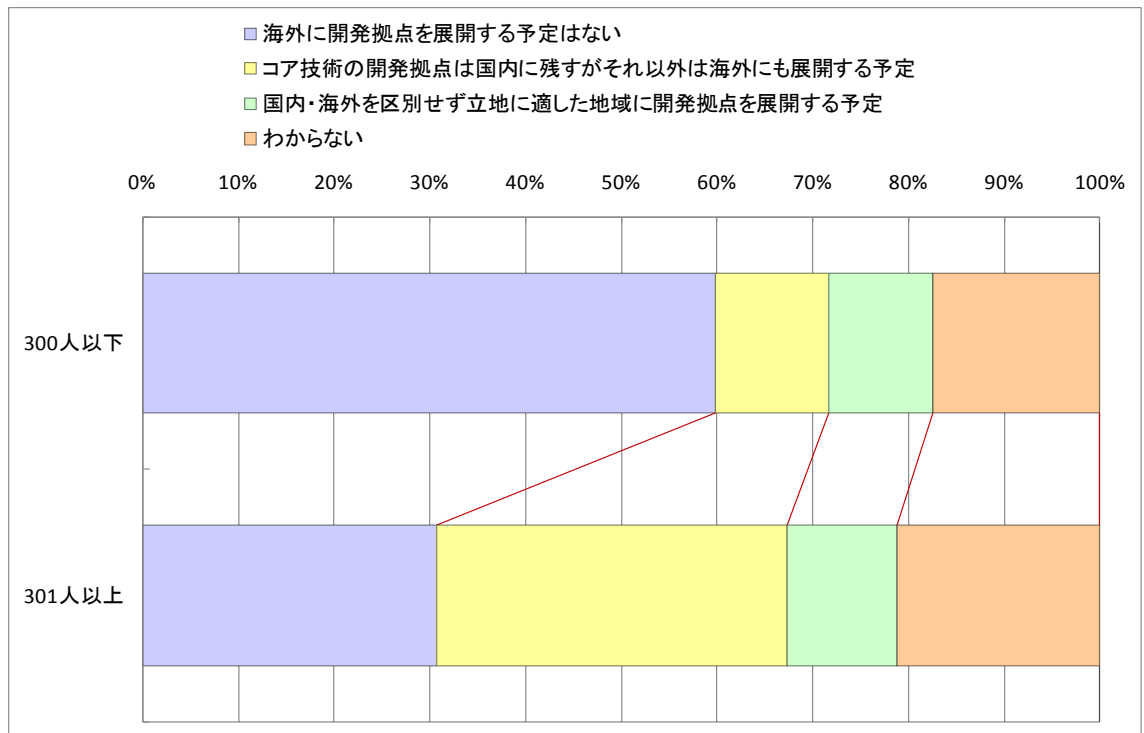 海外に開発拠点を展開する予定はない
コア技術の開発拠点は国内に残すがそれ以外は海外にも展開する予定
国内・海外を区別せず立地に適した地域に開発拠点を展開する予定
わからない
0% 10% 20% 30% 40% 50% 60% 70% 80% 90% 100%
300人以下
301人以上